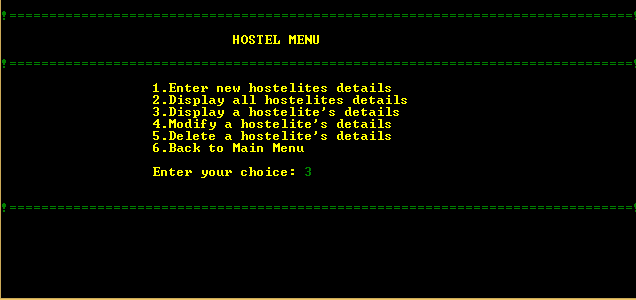 HOSTEL MENU
1.Enter new hostelites details
2.Display all hostelites details
3.Display a hostelite's details
4.Modify a hostelite's details
5.Delete a hostelite's details
6.Back to Main Menu
Enter your choice: 3